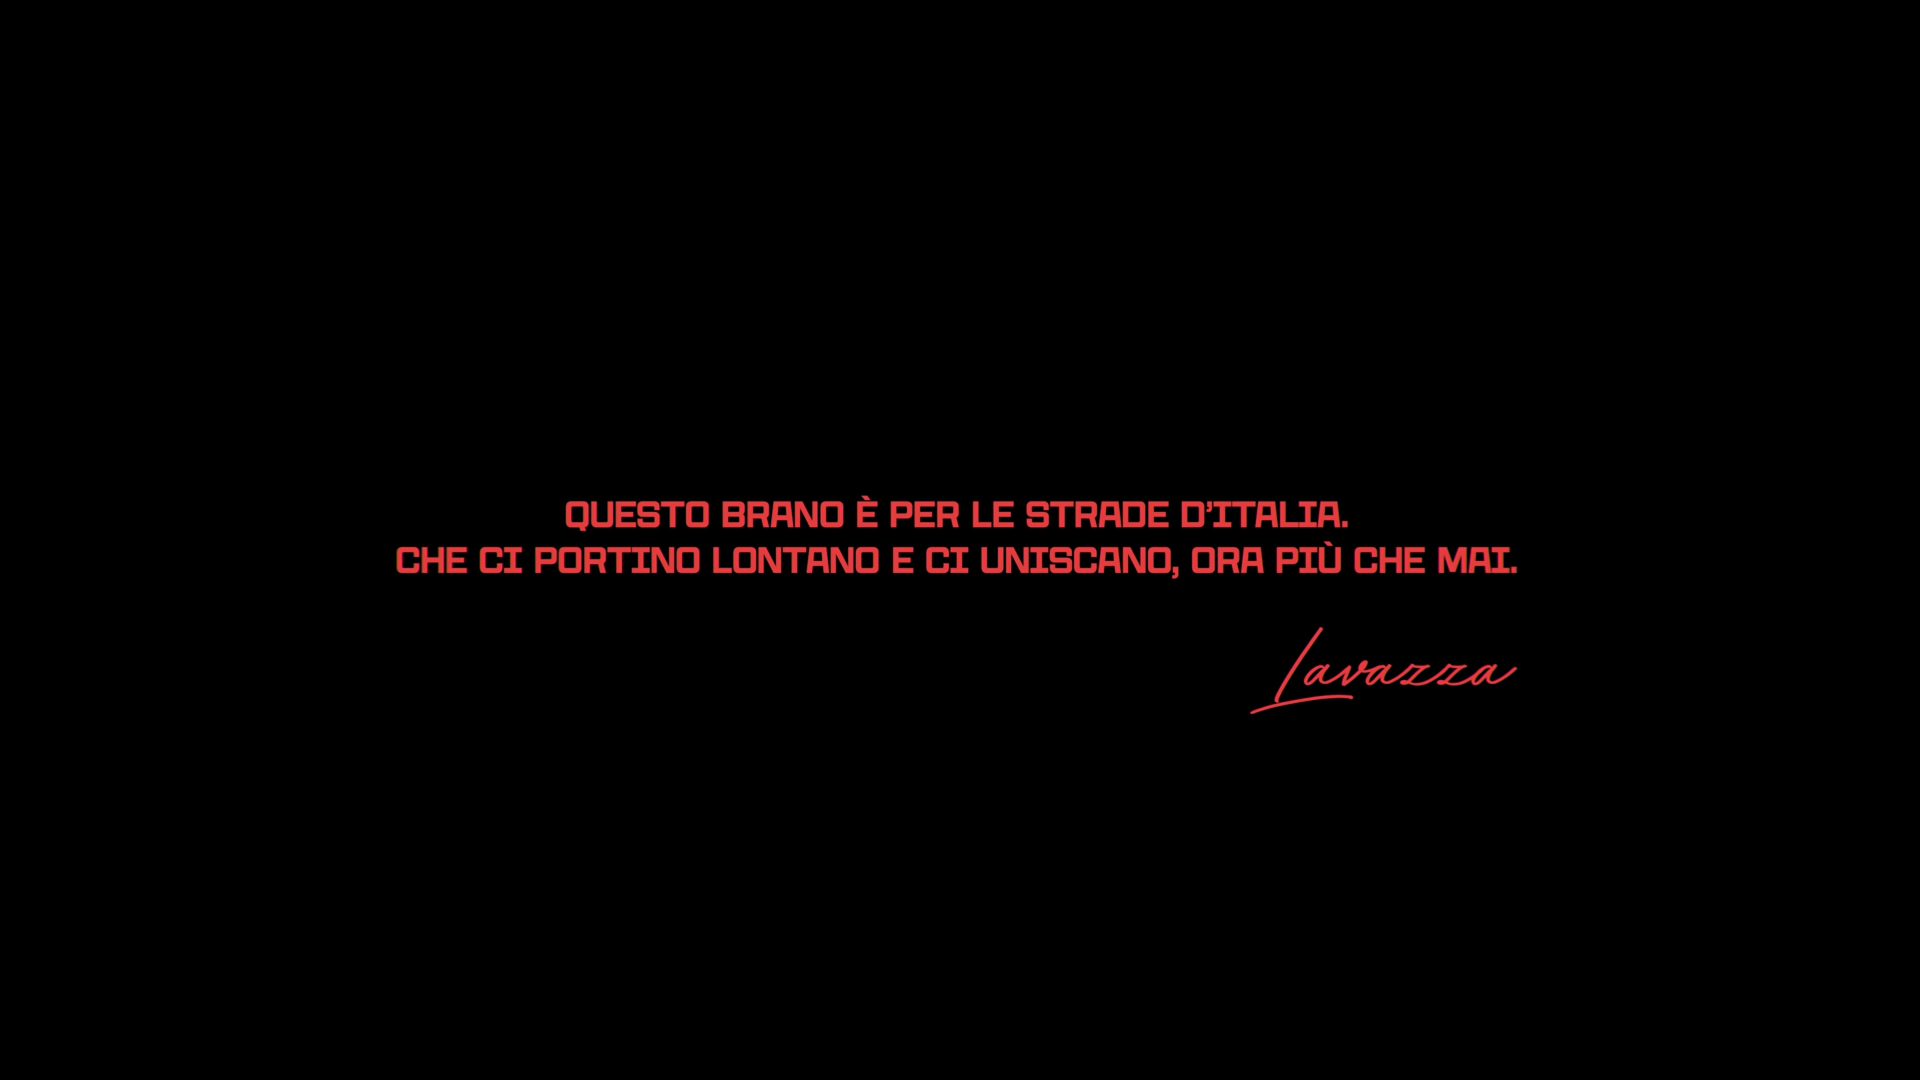 QUESTO BRANO È PER LE STRADE D’ITALIA.
CHE CI PORTINO LONTANO E CI UNISCANO, ORA PIÙ CHE MAI.
Lavazza